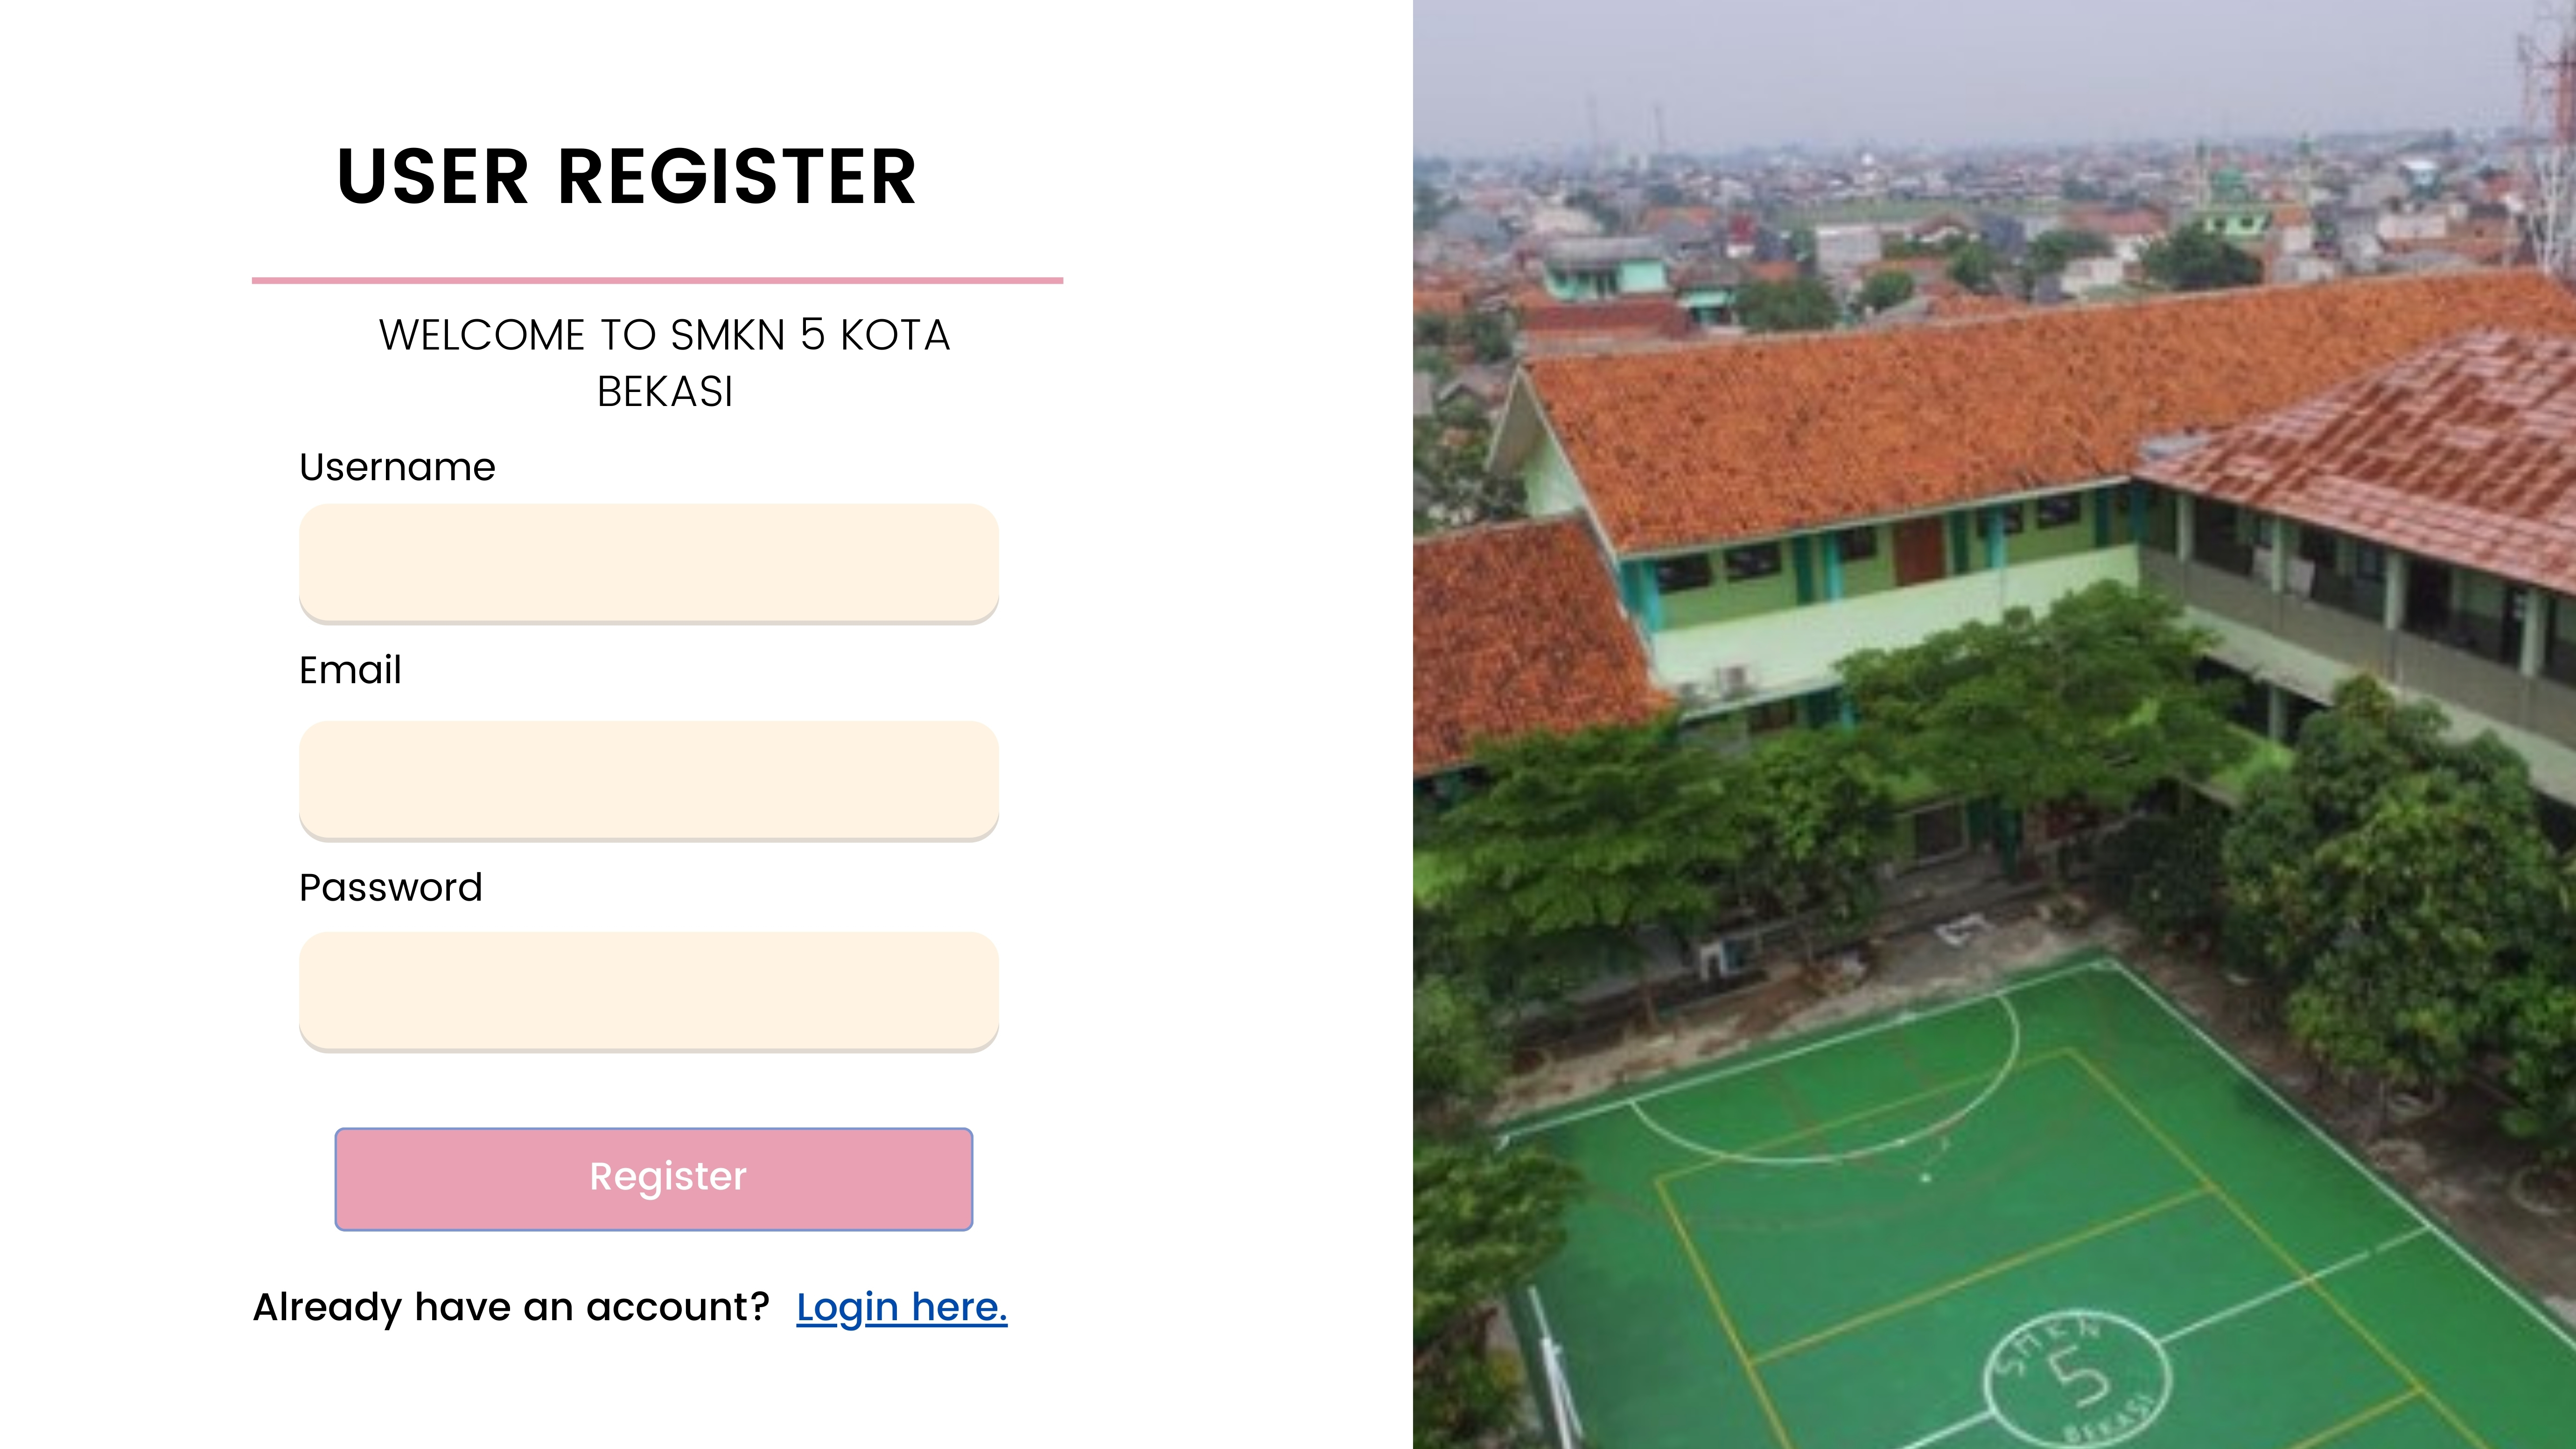 USER REGISTER
WELCOME TO SMKN 5 KOTA
BEKASI
Username
Email
Password
Register
Already have an account? Login here.
SMKN
5
BEKASI